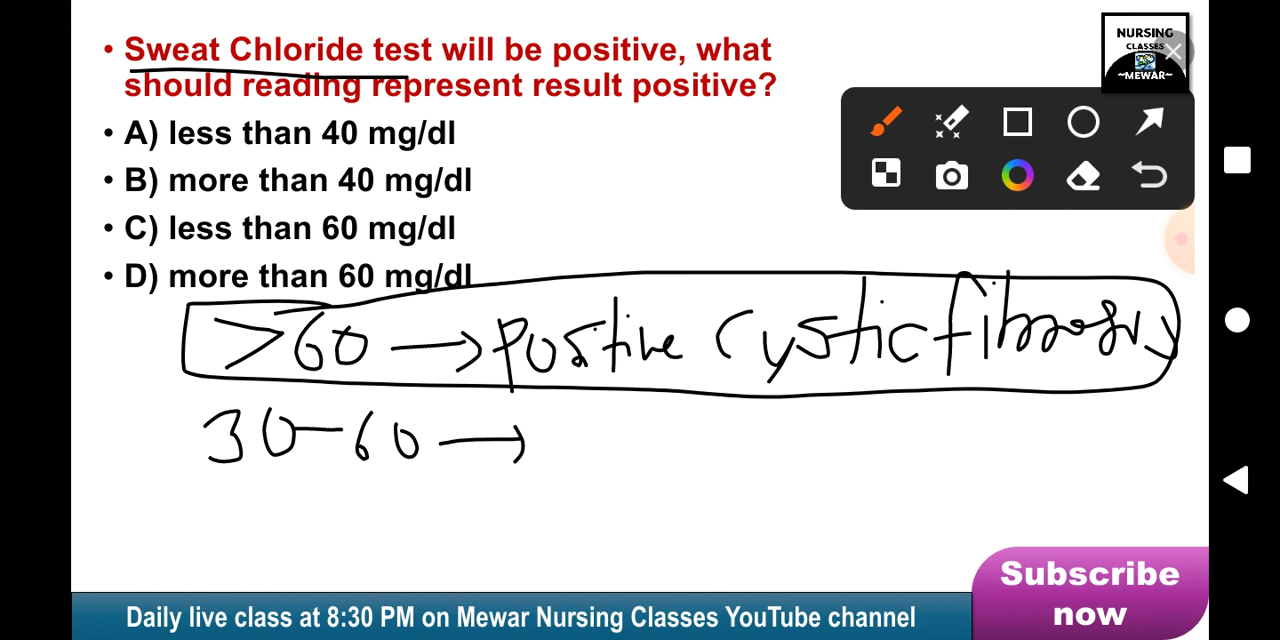 • Sweat Chloride test will be positive, what
should reading represent result positive?
• A) less than 40 mg/dl
• B) more than 40 mg/dl
• C) less than 60 mg/dl
• D) more than 60 mg/dl
>60 → Positive Cystic fibrosis
30-60 →
NURSING
CLASSES
~MEWAR~
Subscribe
now
Daily live class at 8:30 PM on Mewar Nursing Classes YouTube channel